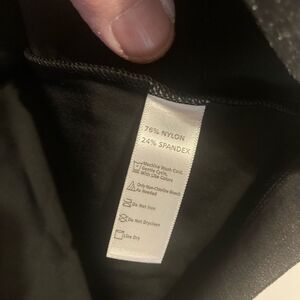 76% NYLON
24% SPANDEX
Machine Wash Cold,
Gentle Cycle,
With Like Colors
Only Non-Chlorine Bleach
As Needed
Do Not Iron
Do Not Dryclean
Line Dry